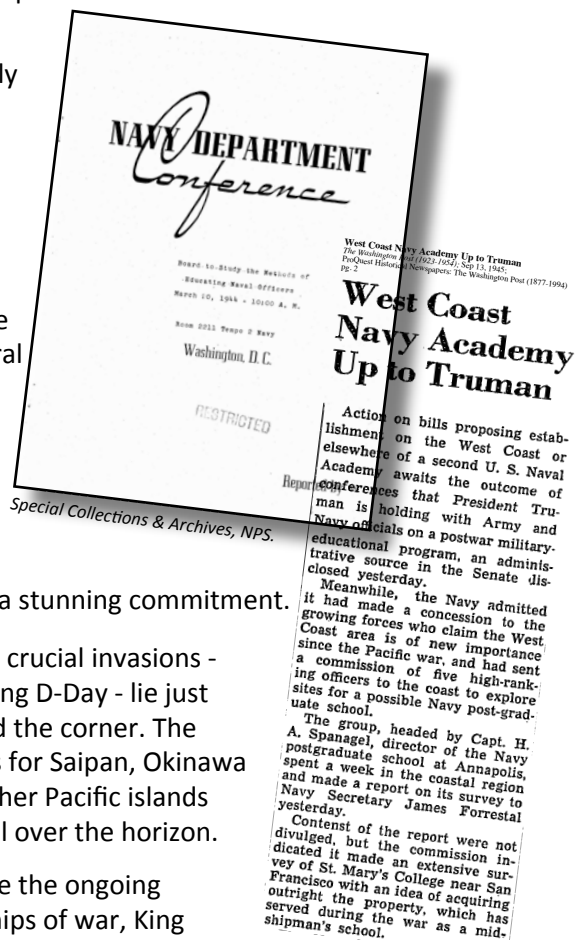 ly
NAVY DEPARTMENT
Conference
Board to Study the Methods of
Educating Naval Officers
March 10, 1944 - 10:00 A. M.
Room 2211 Tempo 2 Navy
Washington, D. C.
RESTRICTED
Reported by
e
ral
Special Collections & Archives, NPS.
a stunning commitment.
crucial invasions -
ng D-Day - lie just
d the corner. The
s for Saipan, Okinawa
her Pacific islands
l over the horizon.
e the ongoing
hips of war, King
West Coast Navy Academy Up to Truman
The Washington Post (1923-1954); Sep 13, 1945;
ProQuest Historical Newspapers: The Washington Post (1877-1994)
pg. 2
West Coast
Navy Academy
Up to Truman
Action on bills proposing estab-
lishment on the West Coast or
elsewhere of a second U. S. Naval
Academy awaits the outcome of
conferences that President Tru-
man is holding with Army and
Navy officials on a postwar military-
educational program, an adminis-
trative source in the Senate dis-
closed yesterday.
Meanwhile, the Navy admitted
it had made a concession to the
growing forces who claim the West
Coast area is of new importance
since the Pacific war, and had sent
a commission of five high-rank-
ing officers to the coast to explore
sites for a possible Navy post-grad-
uate school.
The group, headed by Capt. H.
A. Spanagel, director of the Navy
postgraduate school at Annapolis,
spent a week in the coastal region
and made a report on its survey to
Navy Secretary James Forrestal
yesterday.
Contenst of the report were not
divulged, but the commission in-
dicated it made an extensive sur-
vey of St. Mary's College near San
Francisco with an idea of acquiring
outright the property, which has
served during the war as a mid-
shipman's school.